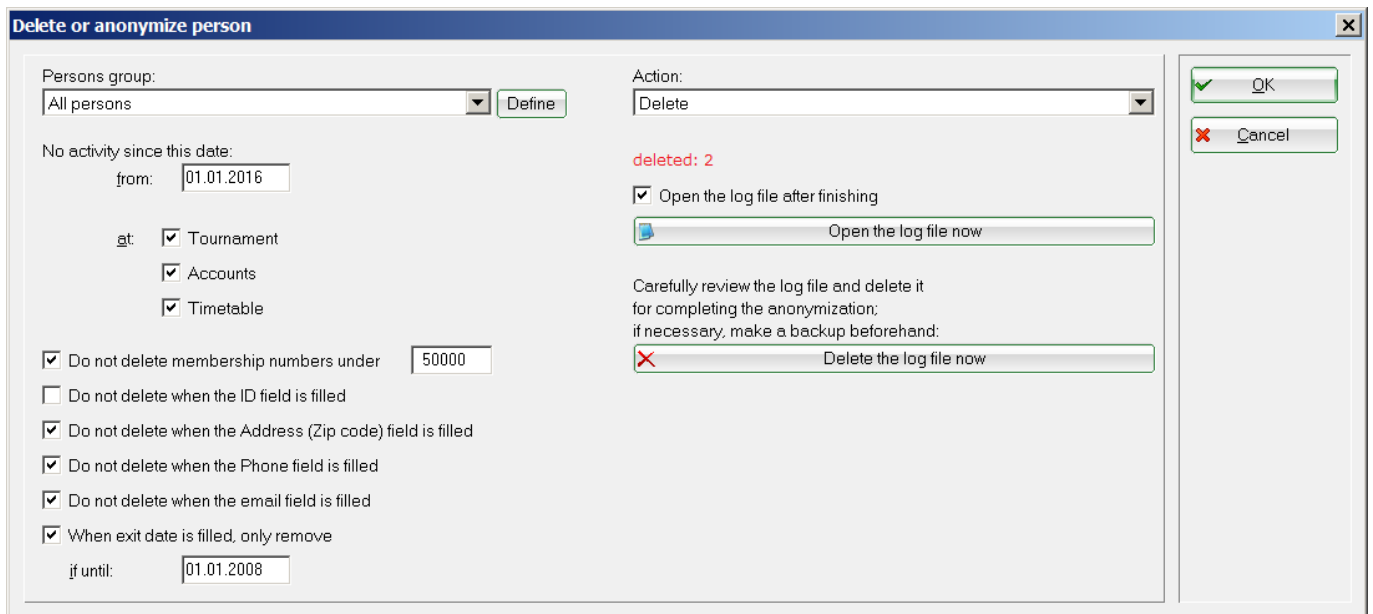 Delete or anonymize person
Persons group:
All persons
Define
No activity since this date:
from:
01.01.2016
at:
Tournament
Accounts
Timetable
Do not delete membership numbers under
50000
Do not delete when the ID field is filled
Do not delete when the Address (Zip code) field is filled
Do not delete when the Phone field is filled
Do not delete when the email field is filled
When exit date is filled, only remove
if until:
01.01.2008
Action:
Delete
deleted: 2
Open the log file after finishing
Open the log file now
Carefully review the log file and delete it
for completing the anonymization;
if necessary, make a backup beforehand:
Delete the log file now
OK
Cancel